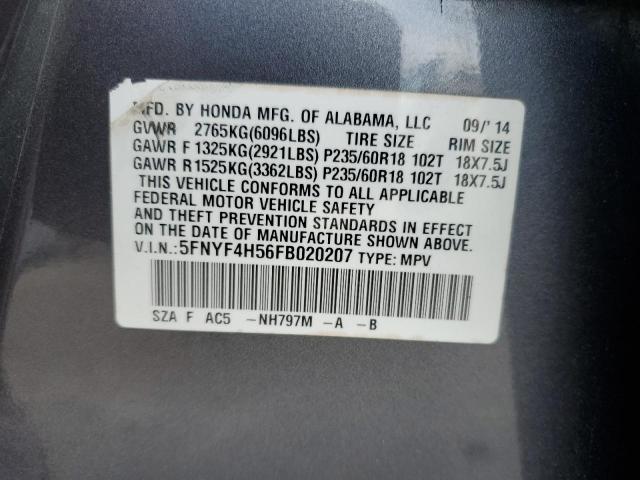 MFD. BY HONDA MFG. OF ALABAMA, LLC 09/'14
GVWR 2765KG(6096LBS) TIRE SIZE RIM SIZE
GAWR F 1325KG(2921LBS) P235/60R18 102T 18X7.5J
GAWR R 1525KG(3362LBS) P235/60R18 102T 18X7.5J
THIS VEHICLE CONFORMS TO ALL APPLICABLE
FEDERAL MOTOR VEHICLE SAFETY
AND THEFT PREVENTION STANDARDS IN EFFECT
ON THE DATE OF MANUFACTURE SHOWN ABOVE.
V.I.N.:5FNYF4H56FB020207 TYPE: MPV
SZA F AC5 -NH797M -A -B